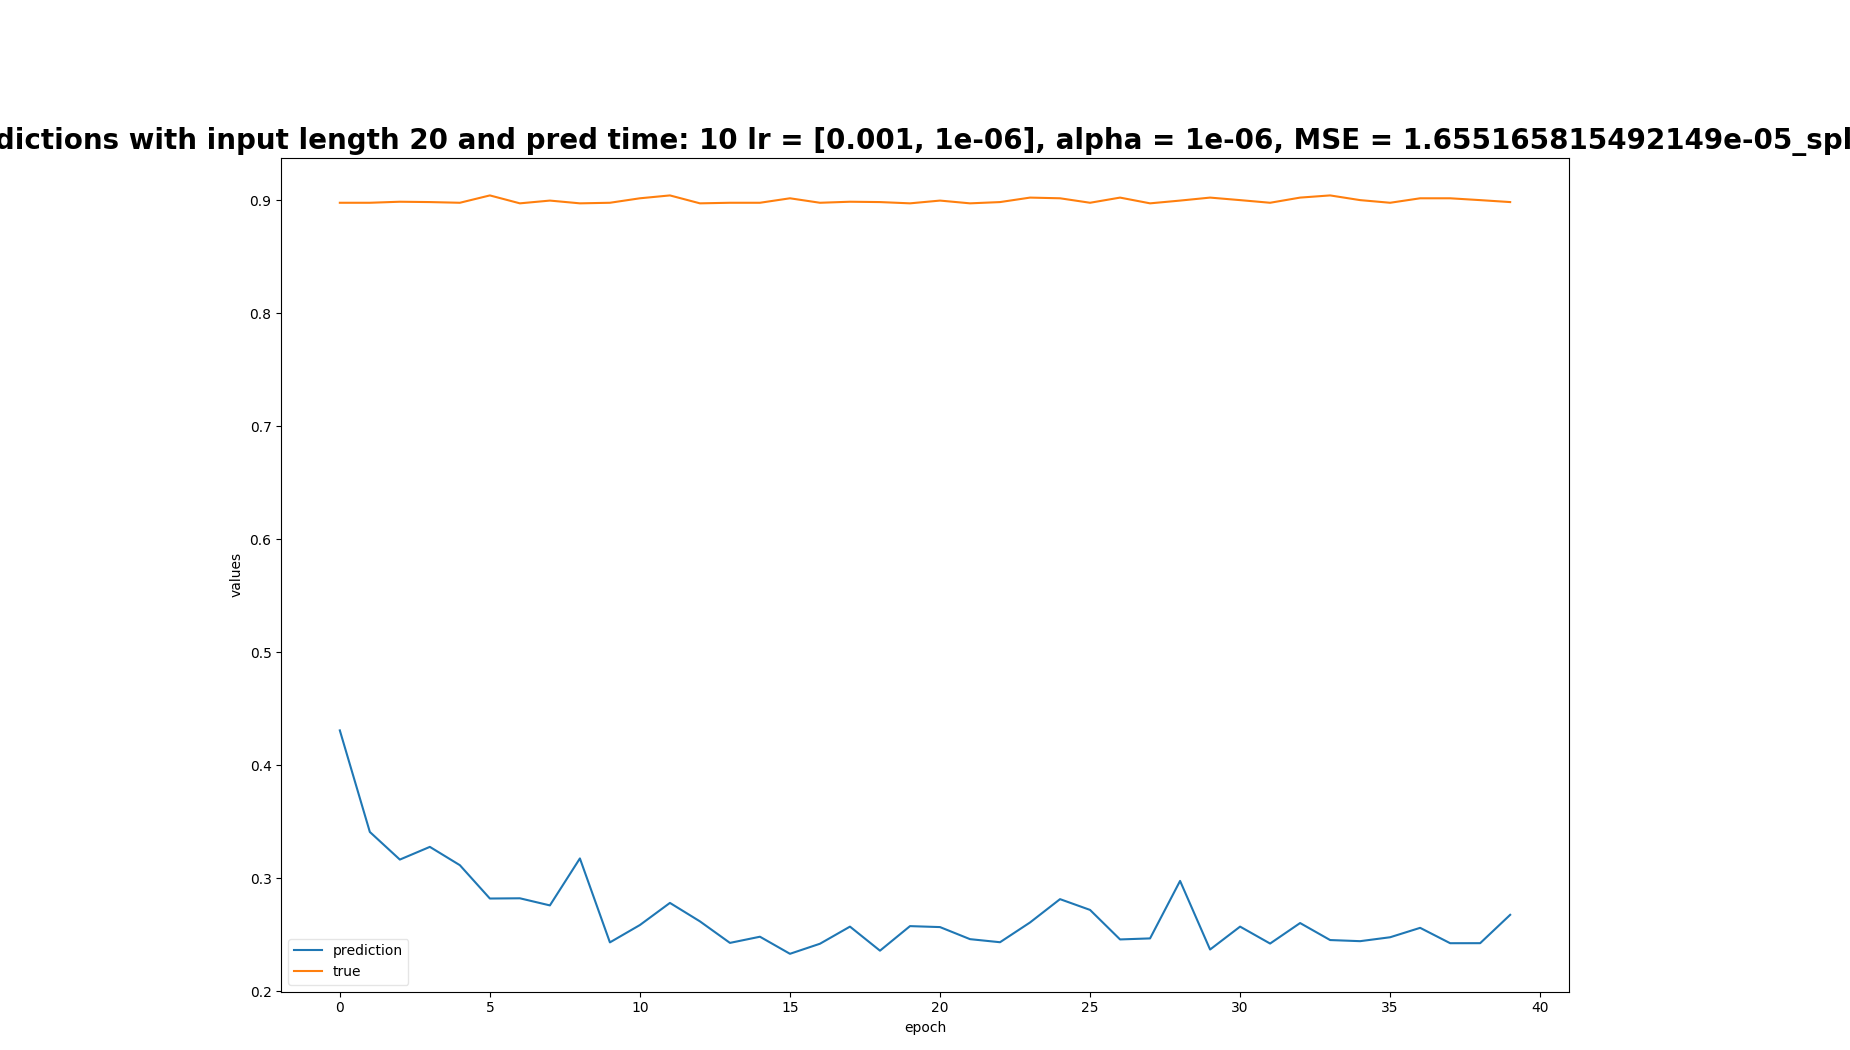 dictions with input length 20 and pred time: 10 lr = [0.001, 1e-06], alpha = 1e-06, MSE = 1.655165815492149e-05_spl
0.9
0.8
0.7
0.6
0.5
0.4
0.3
0.2
values
prediction
true
0 5 10 15 20 25 30 35 40
epoch